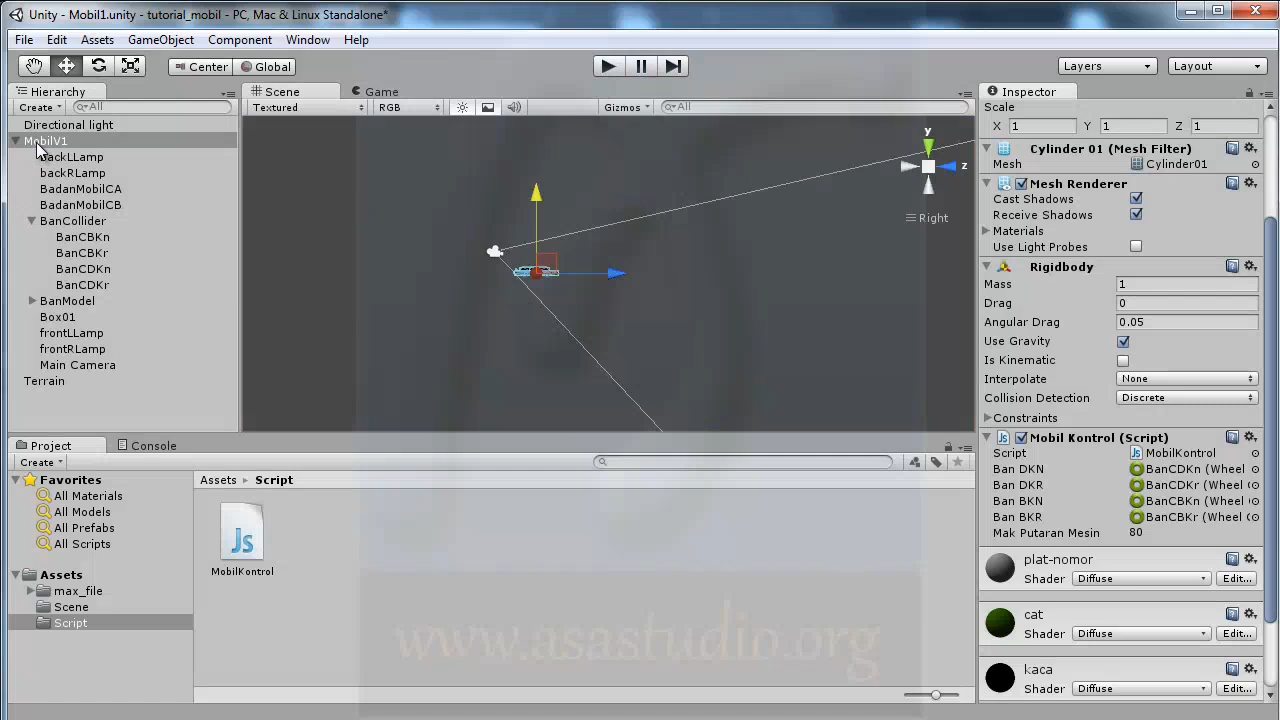 Unity - Mobil1.unity - tutorial_mobil - PC, Mac & Linux Standalone*
File Edit Assets GameObject Component Window Help
Center Global Layers Layout
Hierarchy
Create All
Directional light
MobilV1
backLLamp
backRLamp
BadanMobilCA
BadanMobilCB
BanCollider
BanCBKn
BanCBKr
BanCDKn
BanCDKr
BanModel
Box01
frontLLamp
frontRLamp
Main Camera
Terrain
Scene Game
Textured RGB Gizmos All
y
z
Right
Inspector
Scale
X 1 Y 1 Z 1
Cylinder 01 (Mesh Filter)
Mesh Cylinder01
Mesh Renderer
Cast Shadows
Receive Shadows
Materials
Use Light Probes
Rigidbody
Mass 1
Drag 0
Angular Drag 0.05
Use Gravity
Is Kinematic
Interpolate None
Collision Detection Discrete
Constraints
Mobil Kontrol (Script)
Script MobilKontrol
Ban DKN BanCDKn (Wheel
Ban DKR BanCDKr (Wheel
Ban BKN BanCBKn (Wheel
Ban BKR BanCBKr (Wheel
Mak Putaran Mesin 80
plat-nomor
Shader Diffuse Edit...
cat
Shader Diffuse Edit...
kaca
Shader Diffuse Edit...
Project Console
Create
Favorites
All Materials
All Models
All Prefabs
All Scripts
Assets
max_file
Scene
Script
Assets Script
Js
MobilKontrol
www.asastudio.org